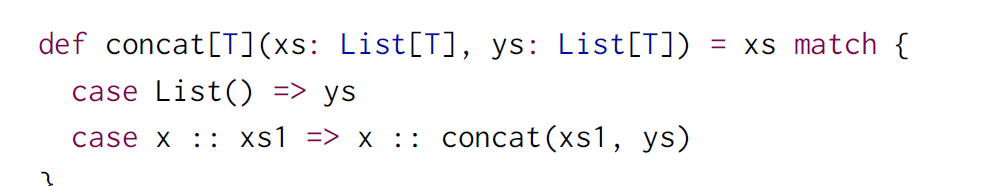 def concat[T](xs: List[T], ys: List[T]) = xs match {
case List() => ys
case x :: xs1 => x :: concat(xs1, ys)
}